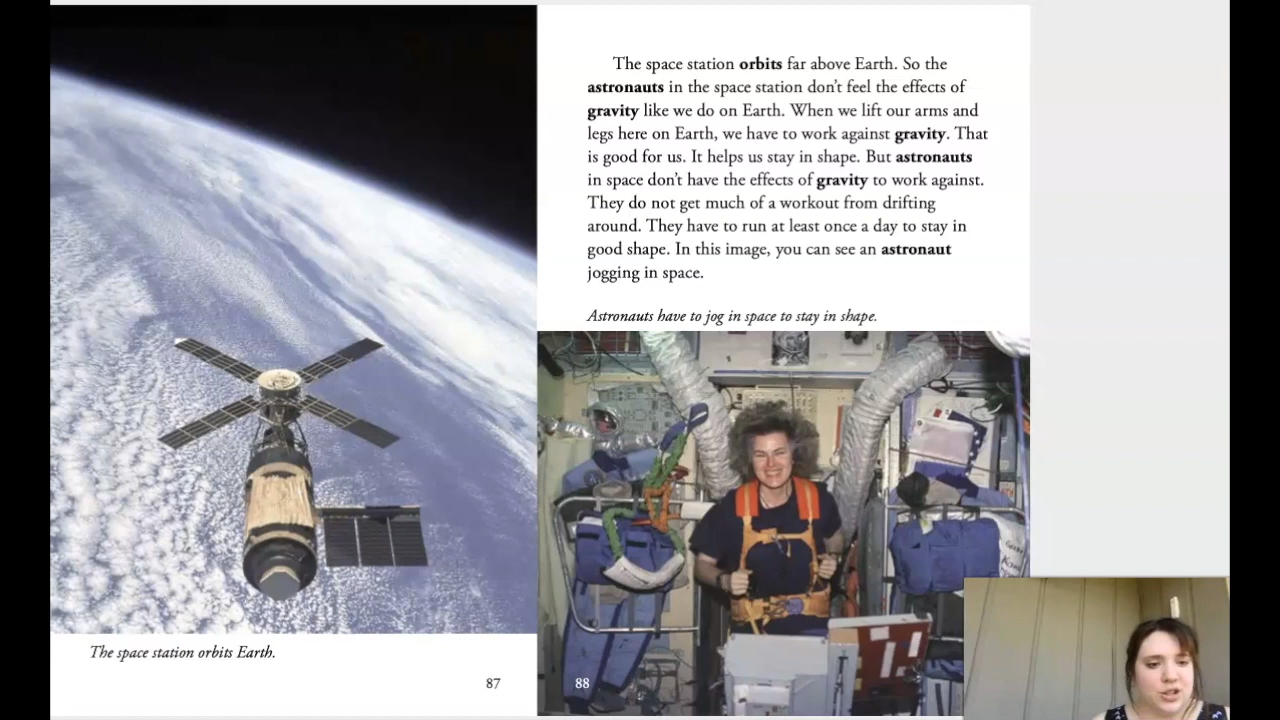 The space station orbits Earth.
87
The space station orbits far above Earth. So the
astronauts in the space station don't feel the effects of
gravity like we do on Earth. When we lift our arms and
legs here on Earth, we have to work against gravity. That
is good for us. It helps us stay in shape. But astronauts
in space don't have the effects of gravity to work against.
They do not get much of a workout from drifting
around. They have to run at least once a day to stay in
good shape. In this image, you can see an astronaut
jogging in space.
Astronauts have to jog in space to stay in shape.
88